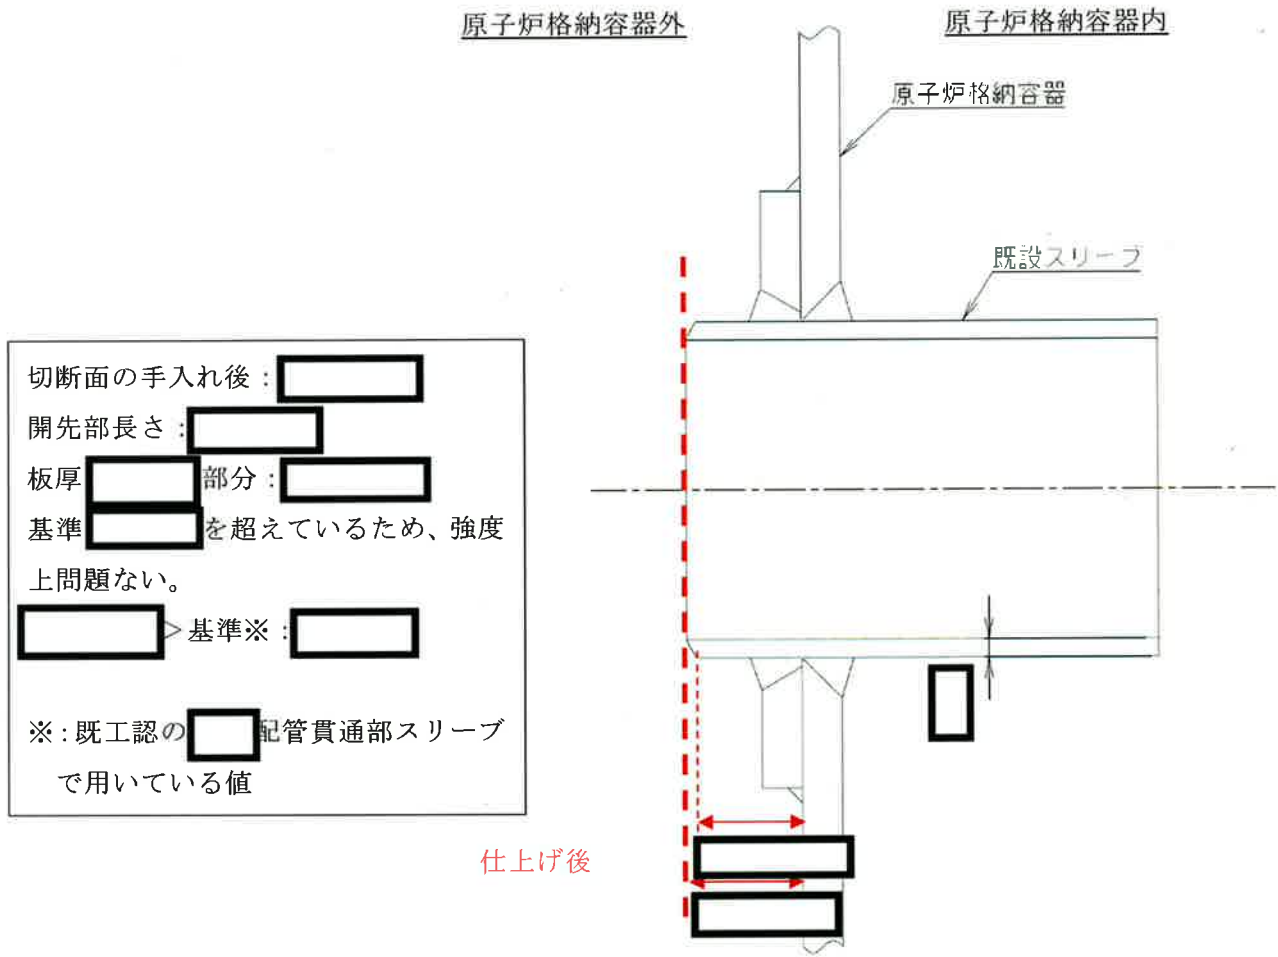 原子炉格納容器外
原子炉格納容器内
原子炉格納容器
既設スリーブ
切断面の手入れ後：
開先部長さ：
板厚 部分：
基準 を超えているため、強度
上問題ない。
> 基準※：
※：既工認の 配管貫通部スリーブ
で用いている値
仕上げ後